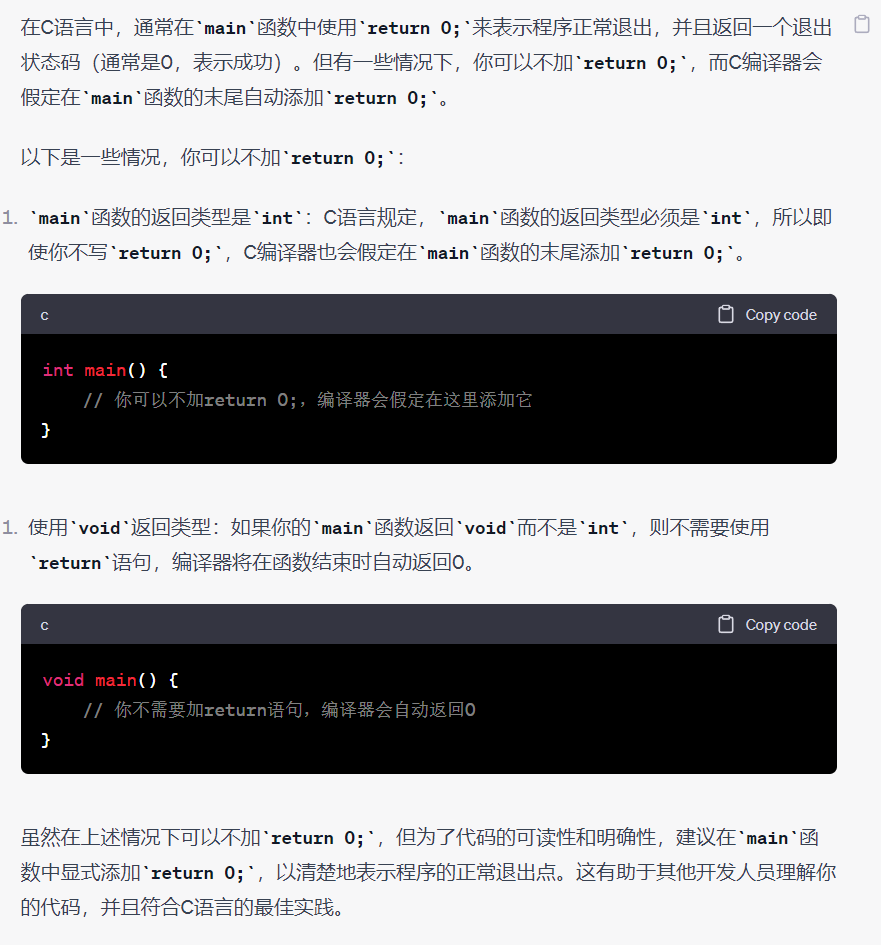 在C语言中，通常在`main`函数中使用`return 0;`来表示程序正常退出，并且返回一个退出
状态码（通常是0，表示成功）。但有一些情况下，你可以不加`return 0;`，而C编译器会
假定在`main`函数的末尾自动添加`return 0;`。
以下是一些情况，你可以不加`return 0;`：
1. `main`函数的返回类型是`int`：C语言规定，`main`函数的返回类型必须是`int`，所以即
使你不写`return 0;`，C编译器也会假定在`main`函数的末尾添加`return 0;`。
c Copy code
int main() {
// 你可以不加return 0;，编译器会假定在这里添加它
}
1. 使用`void`返回类型：如果你的`main`函数返回`void`而不是`int`，则不需要使用
`return`语句，编译器将在函数结束时自动返回0。
c Copy code
void main() {
// 你不需要加return语句，编译器会自动返回0
}
虽然在上述情况下可以不加`return 0;`，但为了代码的可读性和明确性，建议在`main`函
数中显式添加`return 0;`，以清楚地表示程序的正常退出点。这有助于其他开发人员理解你
的代码，并且符合C语言的最佳实践。